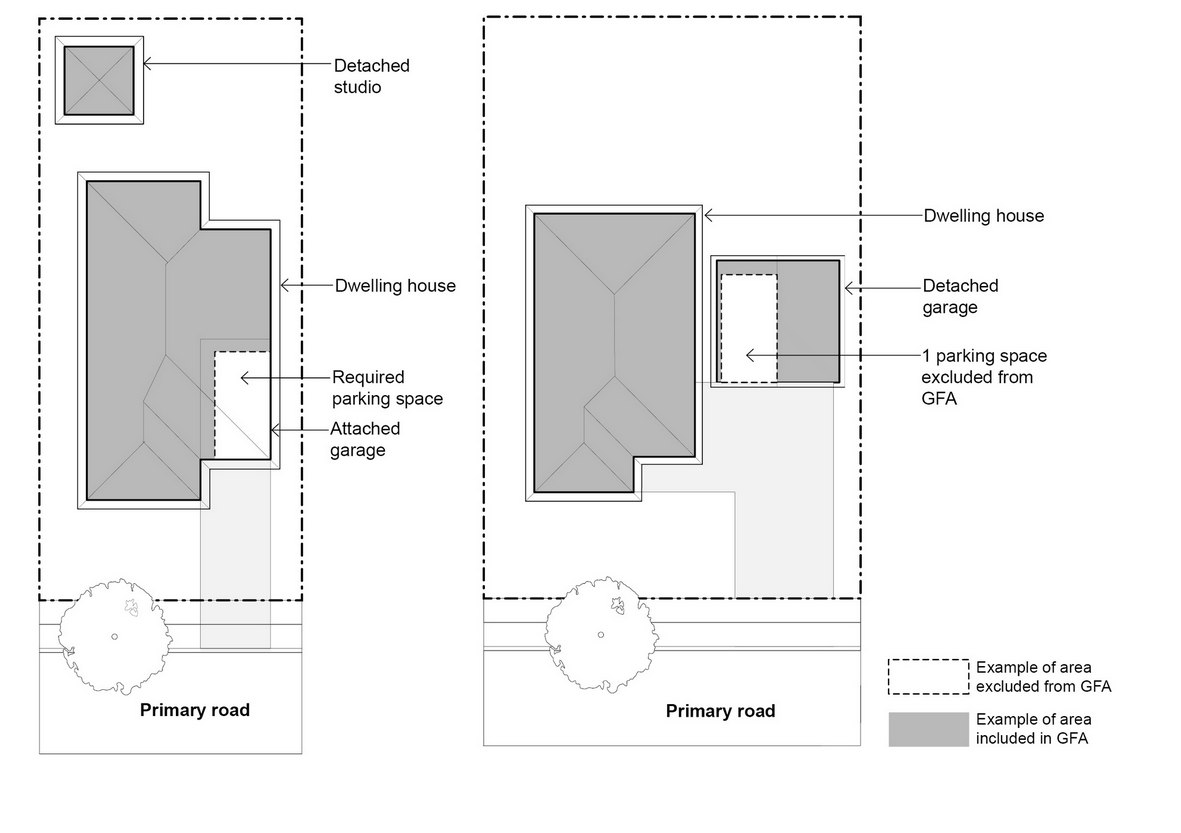 Detached
studio
Dwelling house
Required
parking space
Attached
garage
Primary road
Dwelling house
Detached
garage
1 parking space
excluded from
GFA
Primary road
Example of area
excluded from GFA
Example of area
included in GFA